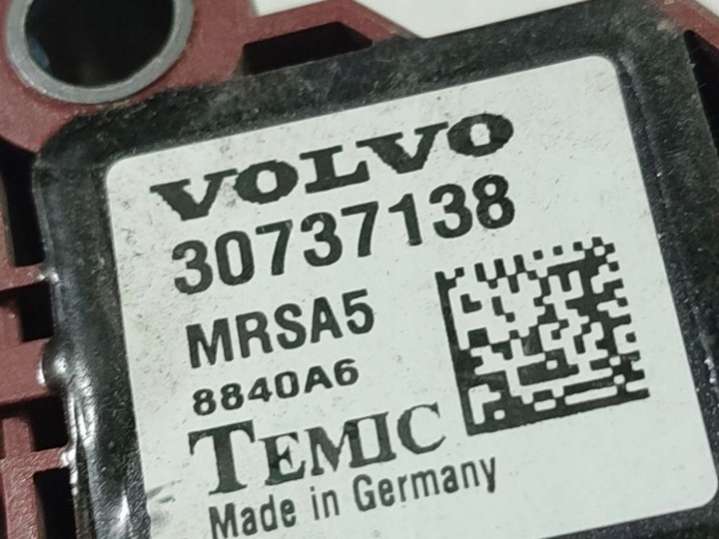 VOLVO
30737138
MRSA5
8840A6
TEMIC
Made in Germany